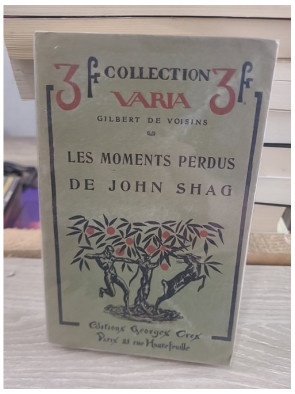 3f COLLECTION 3f
VARIA
GILBERT DE VOISINS
LES MOMENTS PERDUS
DE JOHN SHAG
Editions Georges Crès
Paris 21 rue Hautefeuille